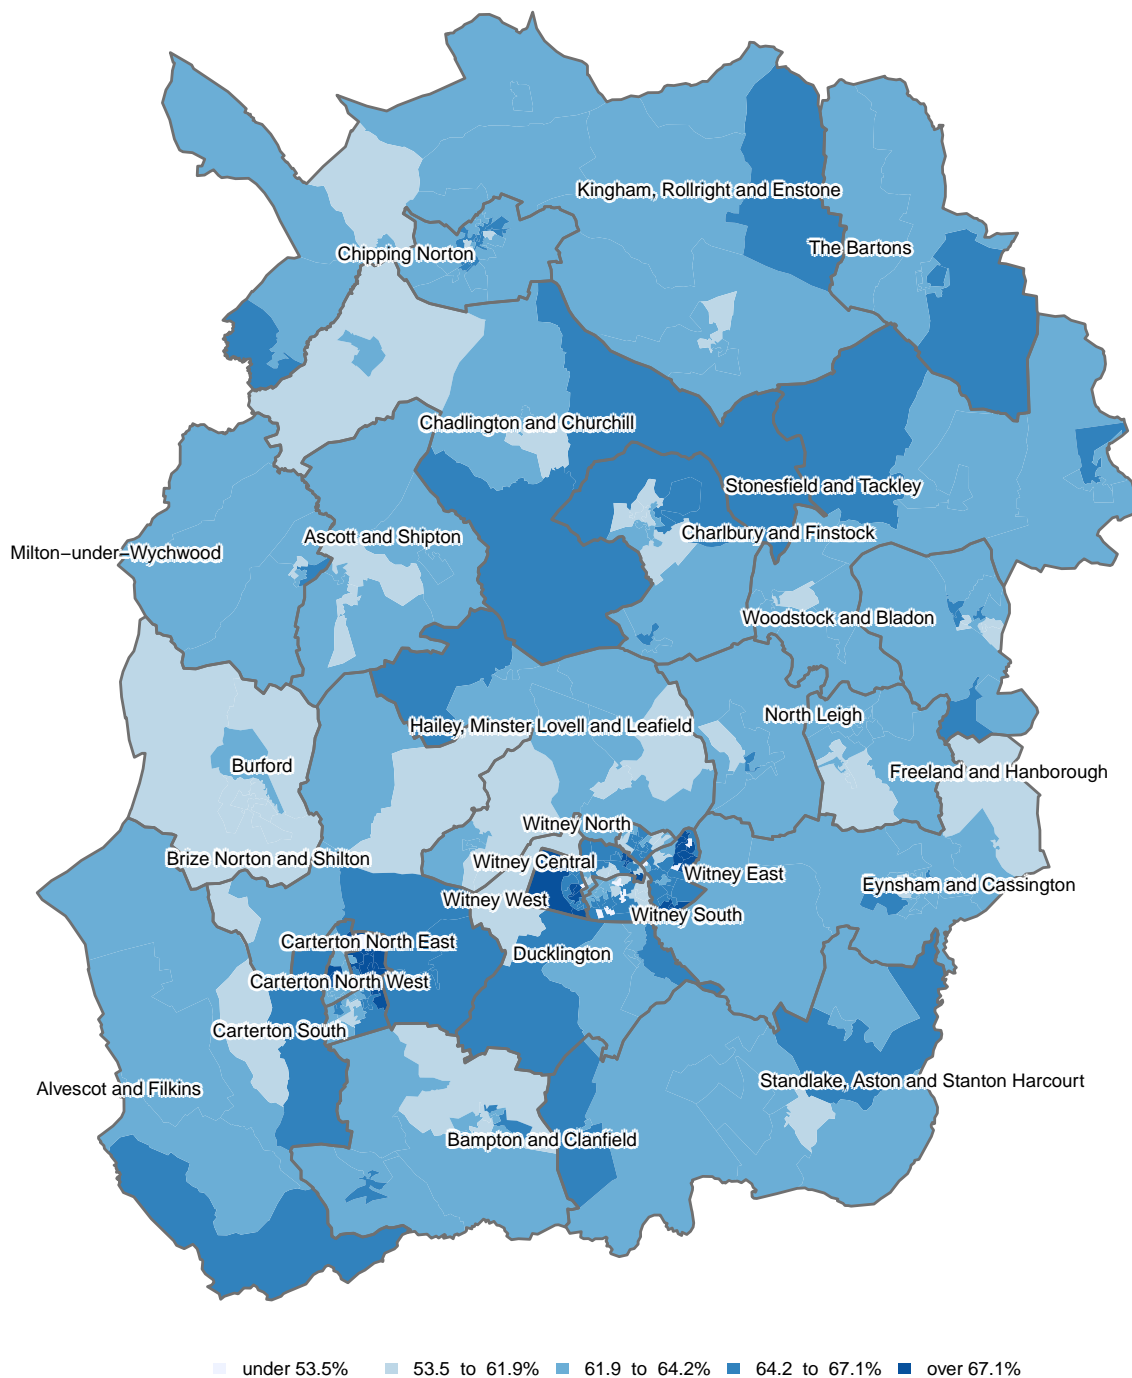 Kingham, Rollright and Enstone
The Bartons
Chipping Norton
Chadlington and Churchill
Stonesfield and Tackley
Charlbury and Finstock
Ascott and Shipton
Milton−under−Wychwood
Woodstock and Bladon
North Leigh
Hailey, Minster Lovell and Leafield
Burford
Freeland and Hanborough
Witney North
Brize Norton and Shilton
Witney Central
Witney East
Eynsham and Cassington
Witney West
Witney South
Carterton North East
Ducklington
Carterton North West
Carterton South
Standlake, Aston and Stanton Harcourt
Alvescot and Filkins
Bampton and Clanfield
under 53.5% 53.5 to 61.9% 61.9 to 64.2% 64.2 to 67.1% over 67.1%